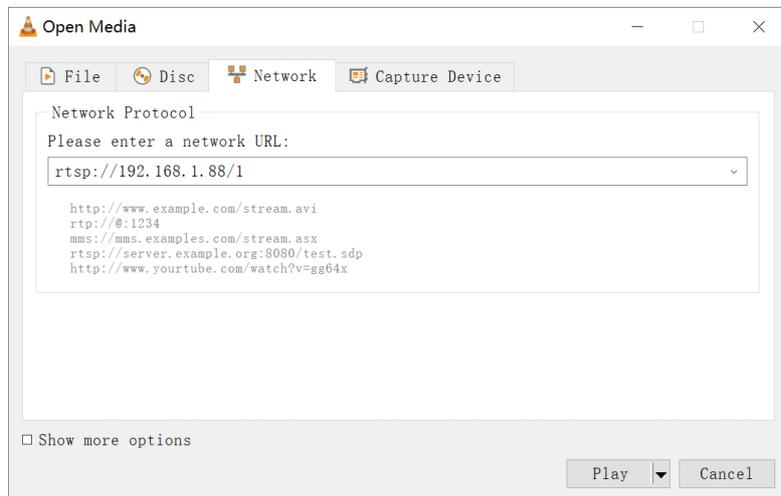 Open Media
File Disc Network Capture Device
Network Protocol
Please enter a network URL:
rtsp://192.168.1.88/1
http://www.example.com/stream.avi
rtp://@:1234
mms://mms.examples.com/stream.asx
rtsp://server.example.org:8080/test.sdp
http://www.yourtube.com/watch?v=gg64x
Show more options
Play Cancel